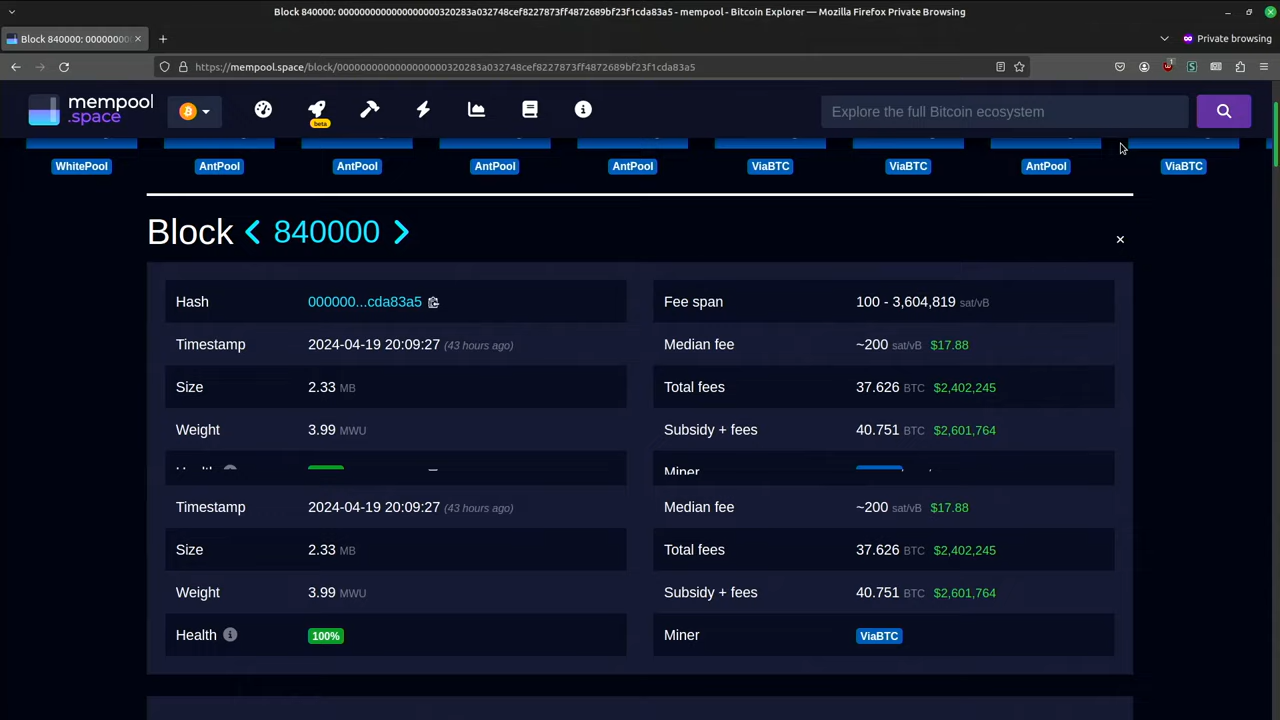 Block 840000: 00000000000000000000320283a032748cef8227873ff4872689bf23f1cda83a5 - mempool - Bitcoin Explorer — Mozilla Firefox Private Browsing
Block 840000: 0000000
Private browsing
https://mempool.space/block/0000000000000000000320283a032748cef8227873ff4872689bf23f1cda83a5
1
mempool
.space
beta
Explore the full Bitcoin ecosystem
WhitePool AntPool AntPool AntPool AntPool ViaBTC ViaBTC AntPool ViaBTC
Block 840000
Hash 000000...cda83a5 Fee span 100 - 3,604,819 sat/vB
Timestamp 2024-04-19 20:09:27 (43 hours ago) Median fee ~200 sat/vB $17.88
Size 2.33 MB Total fees 37.626 BTC $2,402,245
Weight 3.99 MWU Subsidy + fees 40.751 BTC $2,601,764
Miner
Timestamp 2024-04-19 20:09:27 (43 hours ago) Median fee ~200 sat/vB $17.88
Size 2.33 MB Total fees 37.626 BTC $2,402,245
Weight 3.99 MWU Subsidy + fees 40.751 BTC $2,601,764
Health 100% Miner ViaBTC